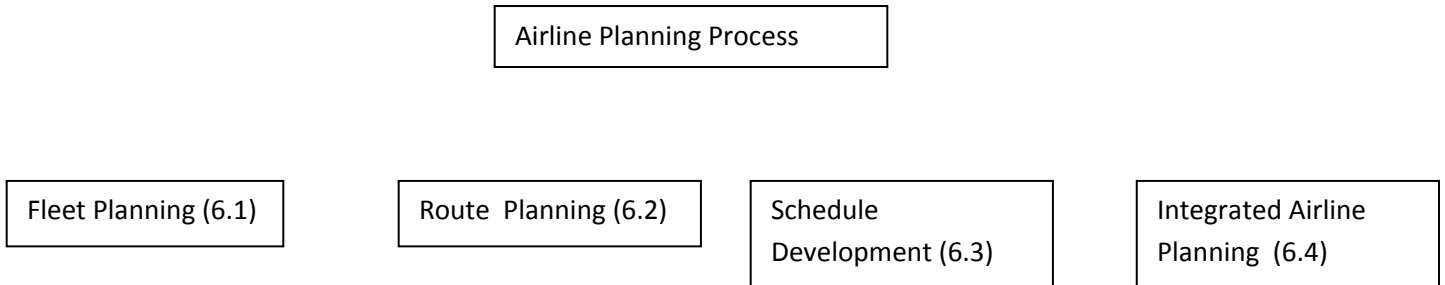 Airline Planning Process
Fleet Planning (6.1)
Route  Planning (6.2)
Schedule
Development (6.3)
Integrated Airline
Planning  (6.4)